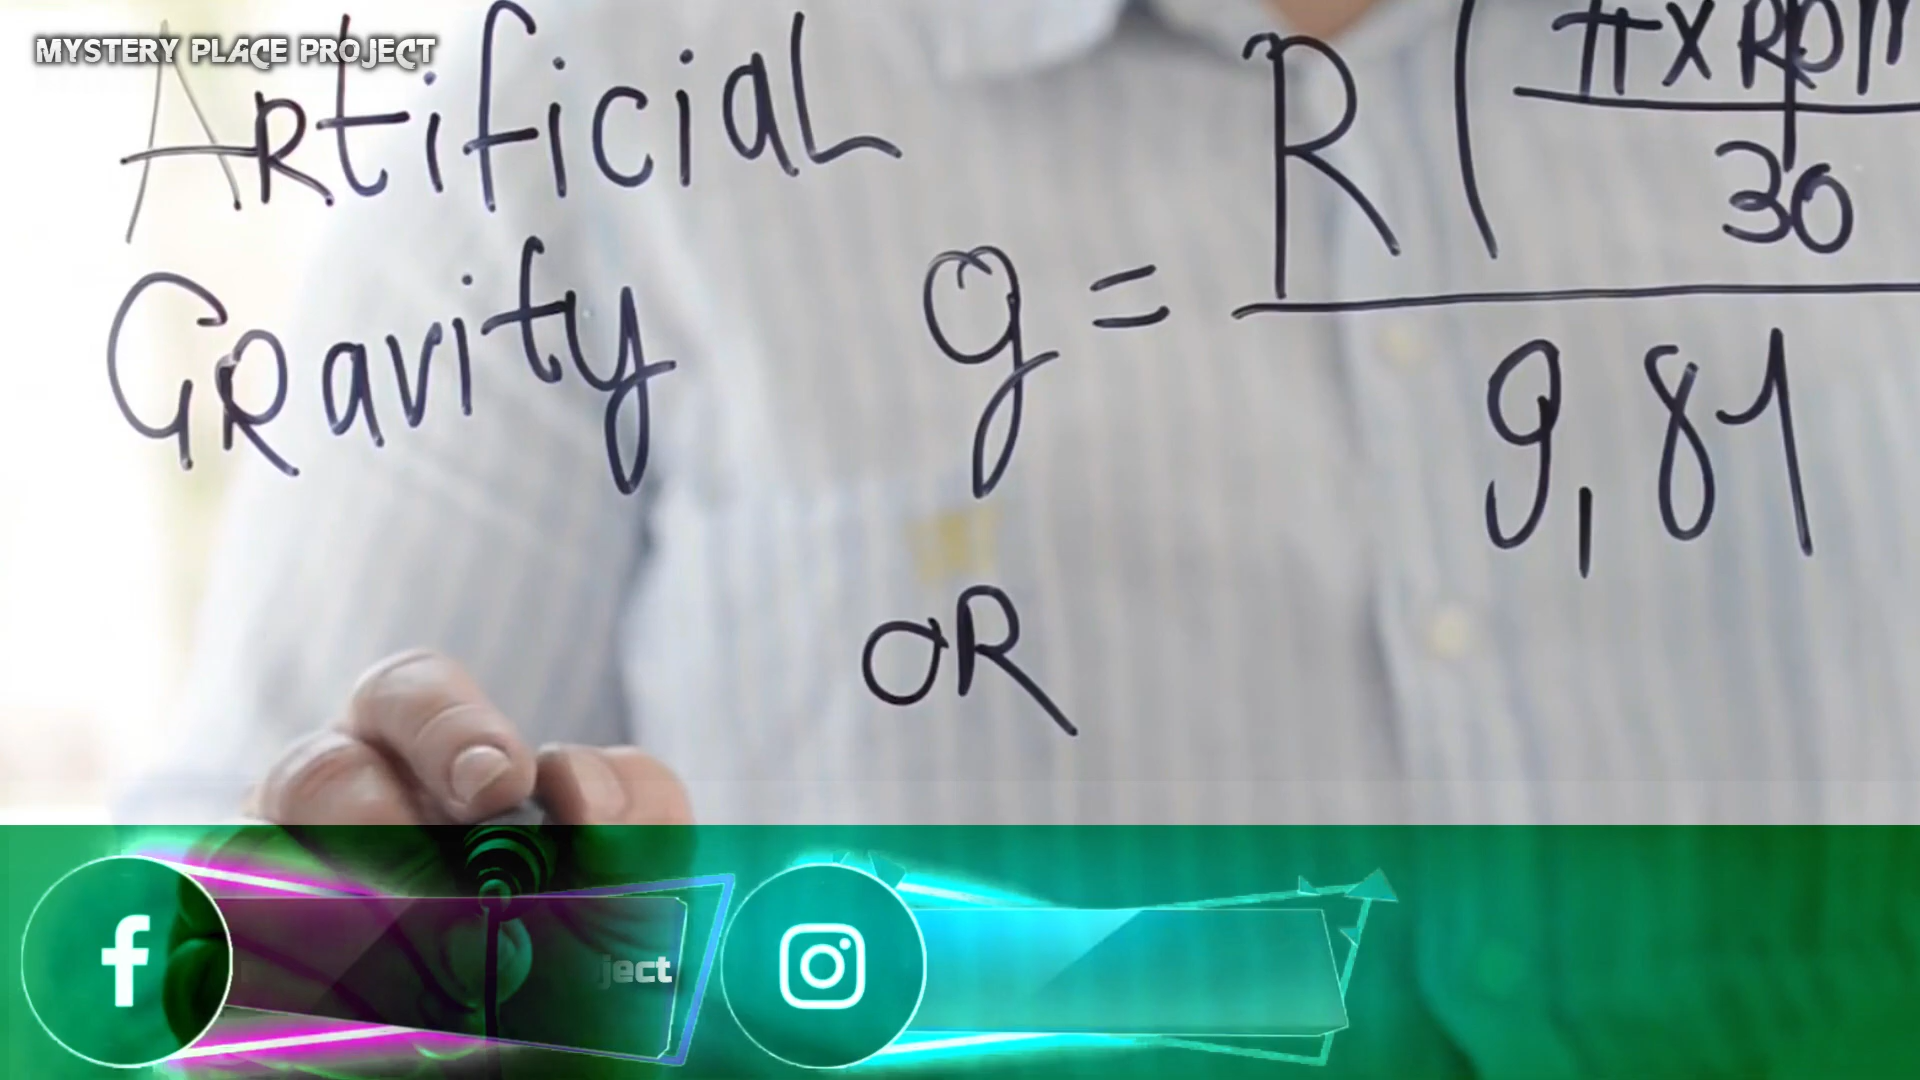 MYSTERY PLACE PROJECT
Artificial
Gravity
g = R ( π x RPM
30
9,81
OR
f
ject